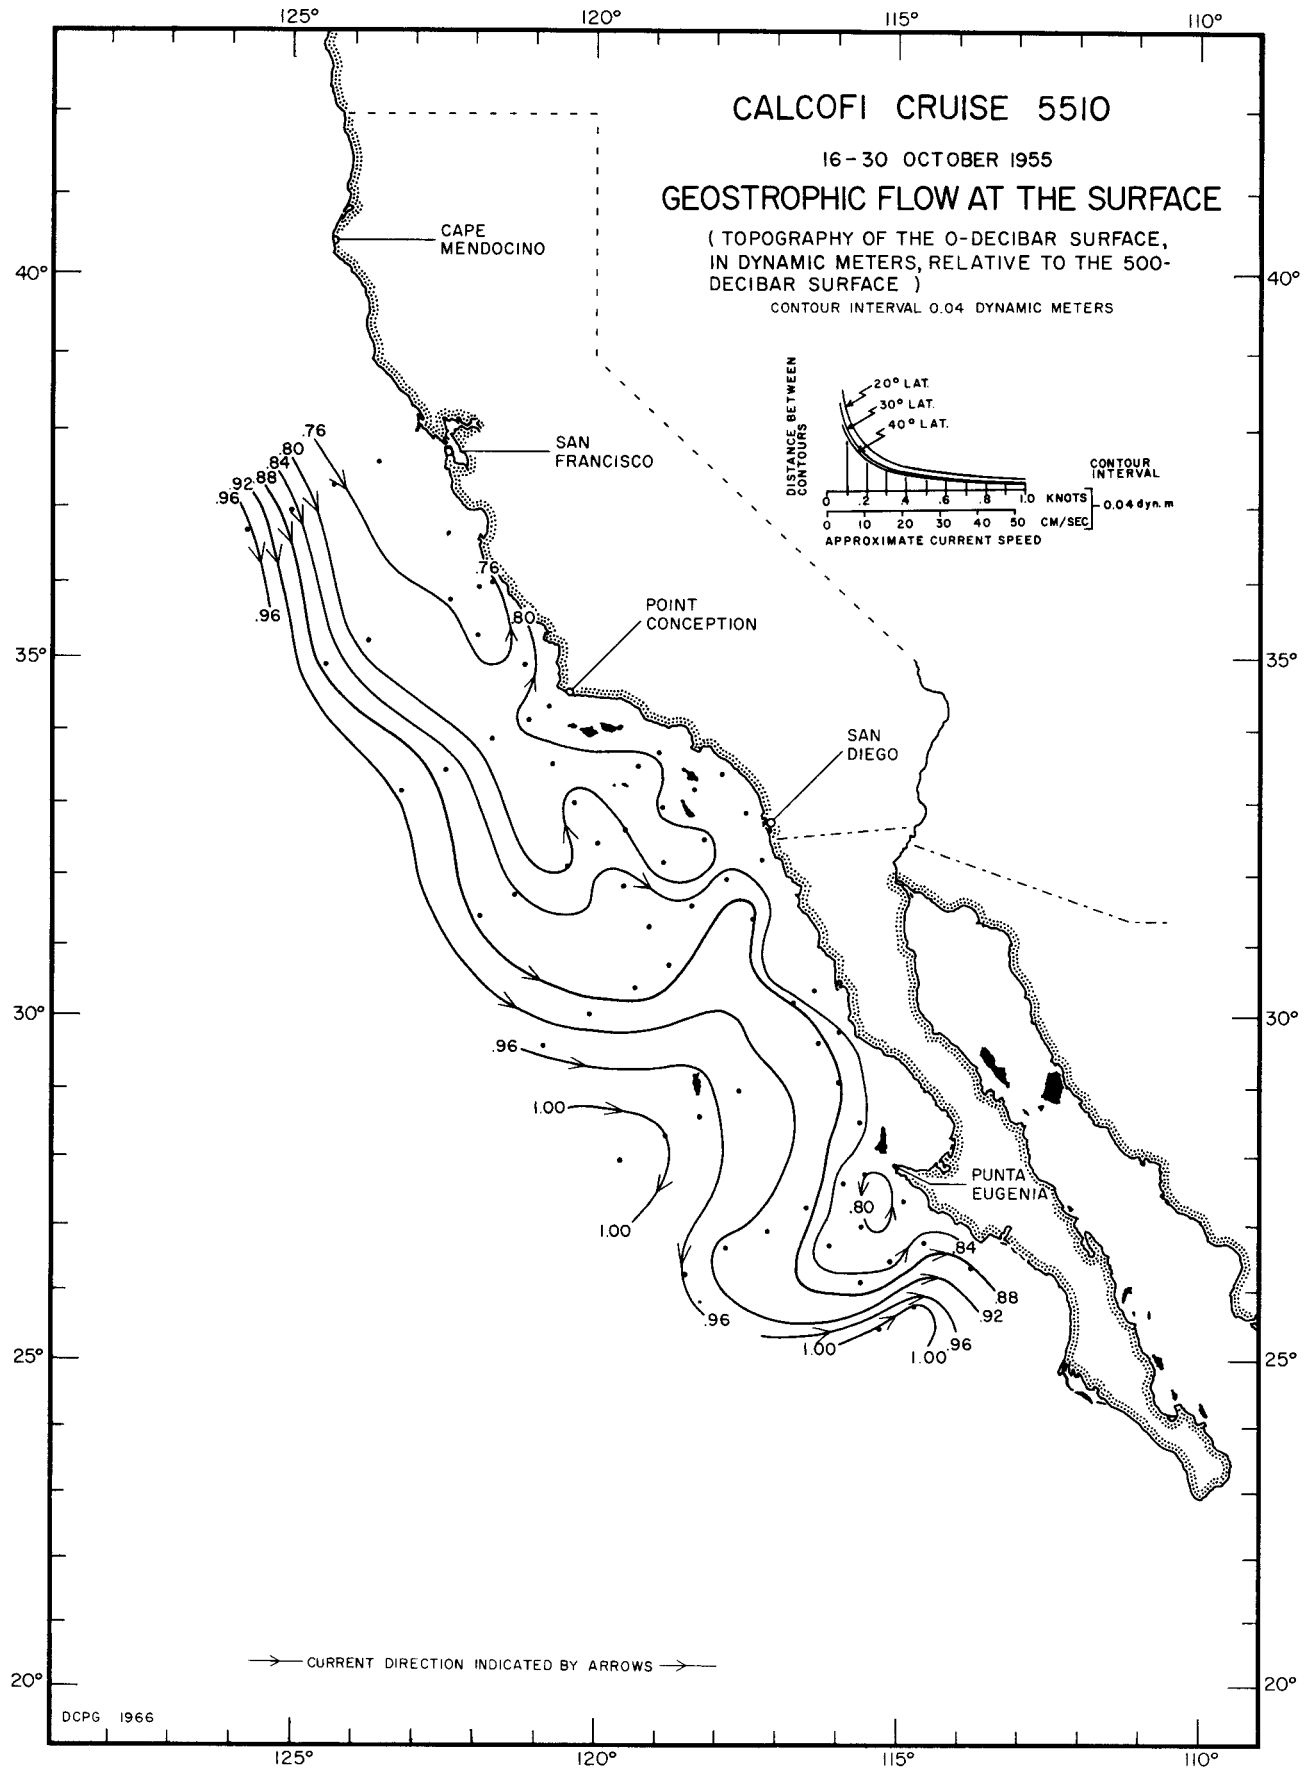 125° 120° 115° 110°
CALCOFI CRUISE 5510
16-30 OCTOBER 1955
GEOSTROPHIC FLOW AT THE SURFACE
( TOPOGRAPHY OF THE 0-DECIBAR SURFACE,
IN DYNAMIC METERS, RELATIVE TO THE 500-
DECIBAR SURFACE )
CONTOUR INTERVAL 0.04 DYNAMIC METERS
CAPE
MENDOCINO
40° 40°
DISTANCE BETWEEN
CONTOURS
20° LAT.
30° LAT.
40° LAT.
CONTOUR
INTERVAL
0 .2 .4 .6 .8 1.0 KNOTS
0.04 dyn. m
0 10 20 30 40 50 CM/SEC
APPROXIMATE CURRENT SPEED
SAN
FRANCISCO
.76
.80
.84
.88
.92
.96
.76
.96
.80
POINT
CONCEPTION
35° 35°
SAN
DIEGO
30° 30°
.96
1.00
1.00
PUNTA
EUGENIA
.80
.84
.88
.92
.96
.96
1.00
1.00
25° 25°
CURRENT DIRECTION INDICATED BY ARROWS
20° 20°
DCPG 1966
125° 120° 115° 110°